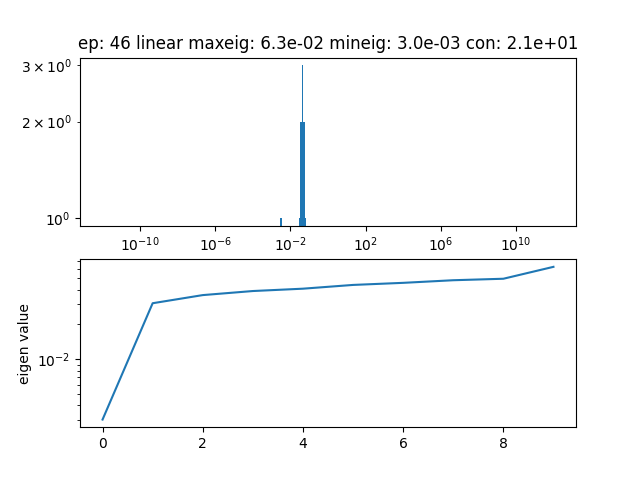 ep: 46 linear maxeig: 6.3e-02 mineig: 3.0e-03 con: 2.1e+01
3 × 10⁰
2 × 10⁰
10⁰
10⁻¹⁰ 10⁻⁶ 10⁻² 10² 10⁶ 10¹⁰
eigen value
10⁻²
0 2 4 6 8